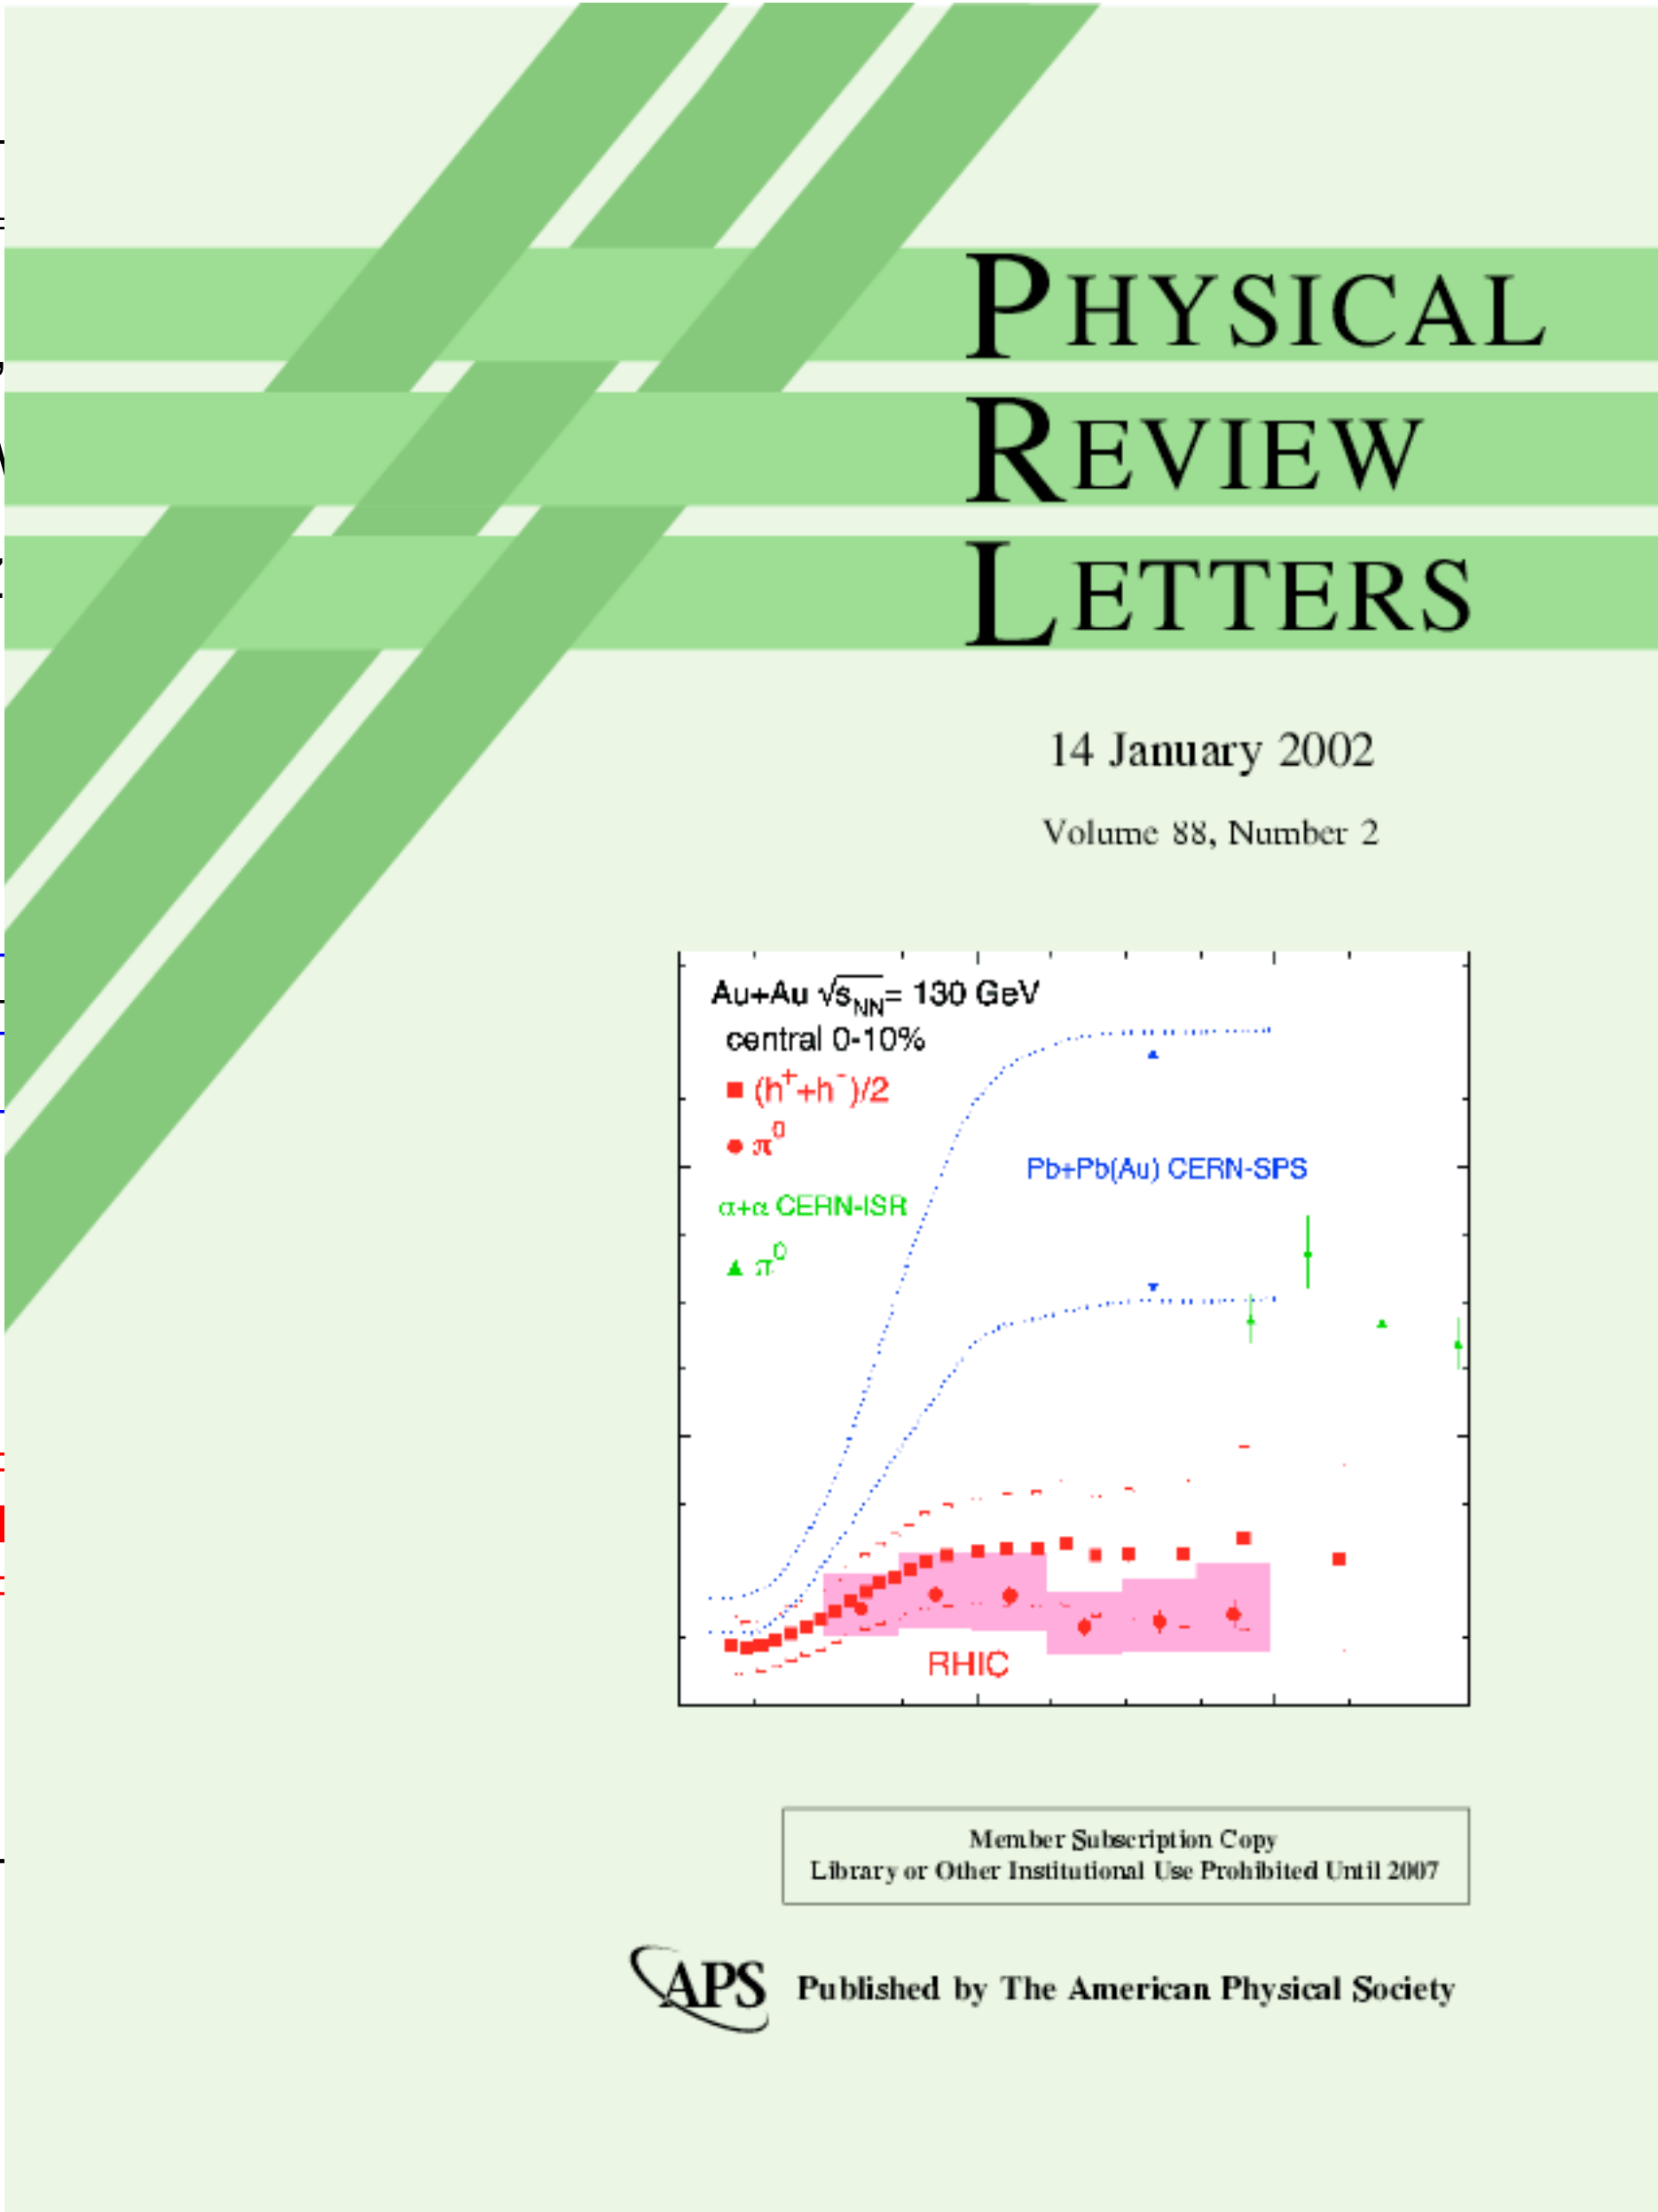 PHYSICAL
REVIEW
LETTERS
14 January 2002
Volume 88, Number 2
Au+Au √s_NN= 130 GeV
central 0-10%
(h⁺+h⁻)/2
π⁰
α+α CERN-ISR
π⁰
Pb+Pb(Au) CERN-SPS
RHIC
Member Subscription Copy
Library or Other Institutional Use Prohibited Until 2007
APS Published by The American Physical Society